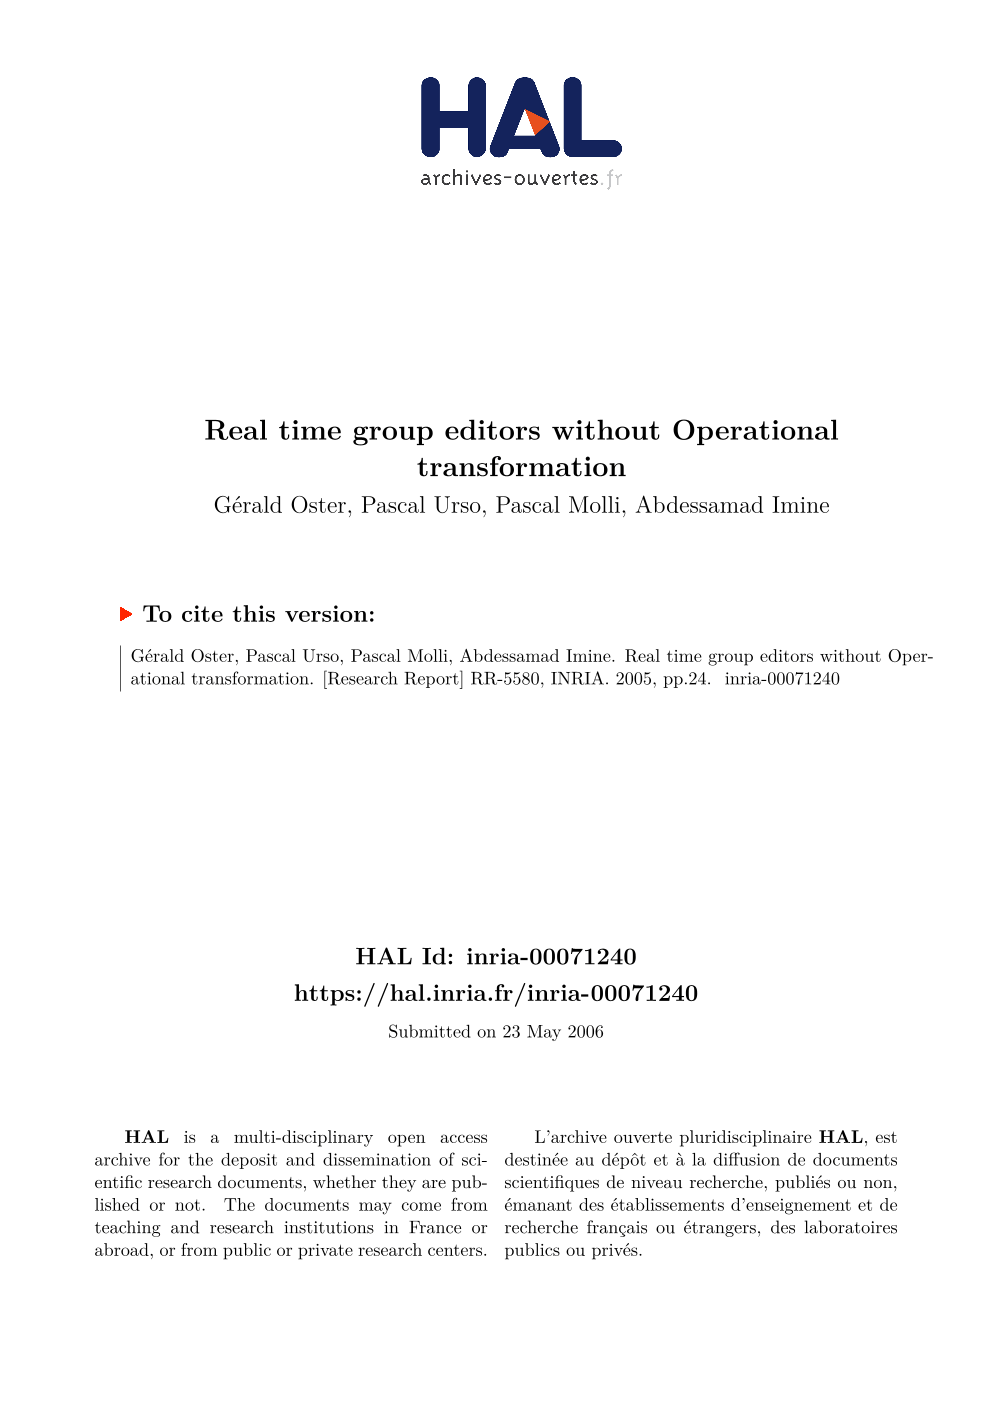 HAL
archives-ouvertes.fr
Real time group editors without Operational
transformation
Gérald Oster, Pascal Urso, Pascal Molli, Abdessamad Imine
To cite this version:
Gérald Oster, Pascal Urso, Pascal Molli, Abdessamad Imine. Real time group editors without Oper-
ational transformation. [Research Report] RR-5580, INRIA. 2005, pp.24. inria-00071240
HAL Id: inria-00071240
https://hal.inria.fr/inria-00071240
Submitted on 23 May 2006
HAL is a multi-disciplinary open access
archive for the deposit and dissemination of sci-
entific research documents, whether they are pub-
lished or not. The documents may come from
teaching and research institutions in France or
abroad, or from public or private research centers.
L'archive ouverte pluridisciplinaire HAL, est
destinée au dépôt et à la diffusion de documents
scientifiques de niveau recherche, publiés ou non,
émanant des établissements d'enseignement et de
recherche français ou étrangers, des laboratoires
publics ou privés.